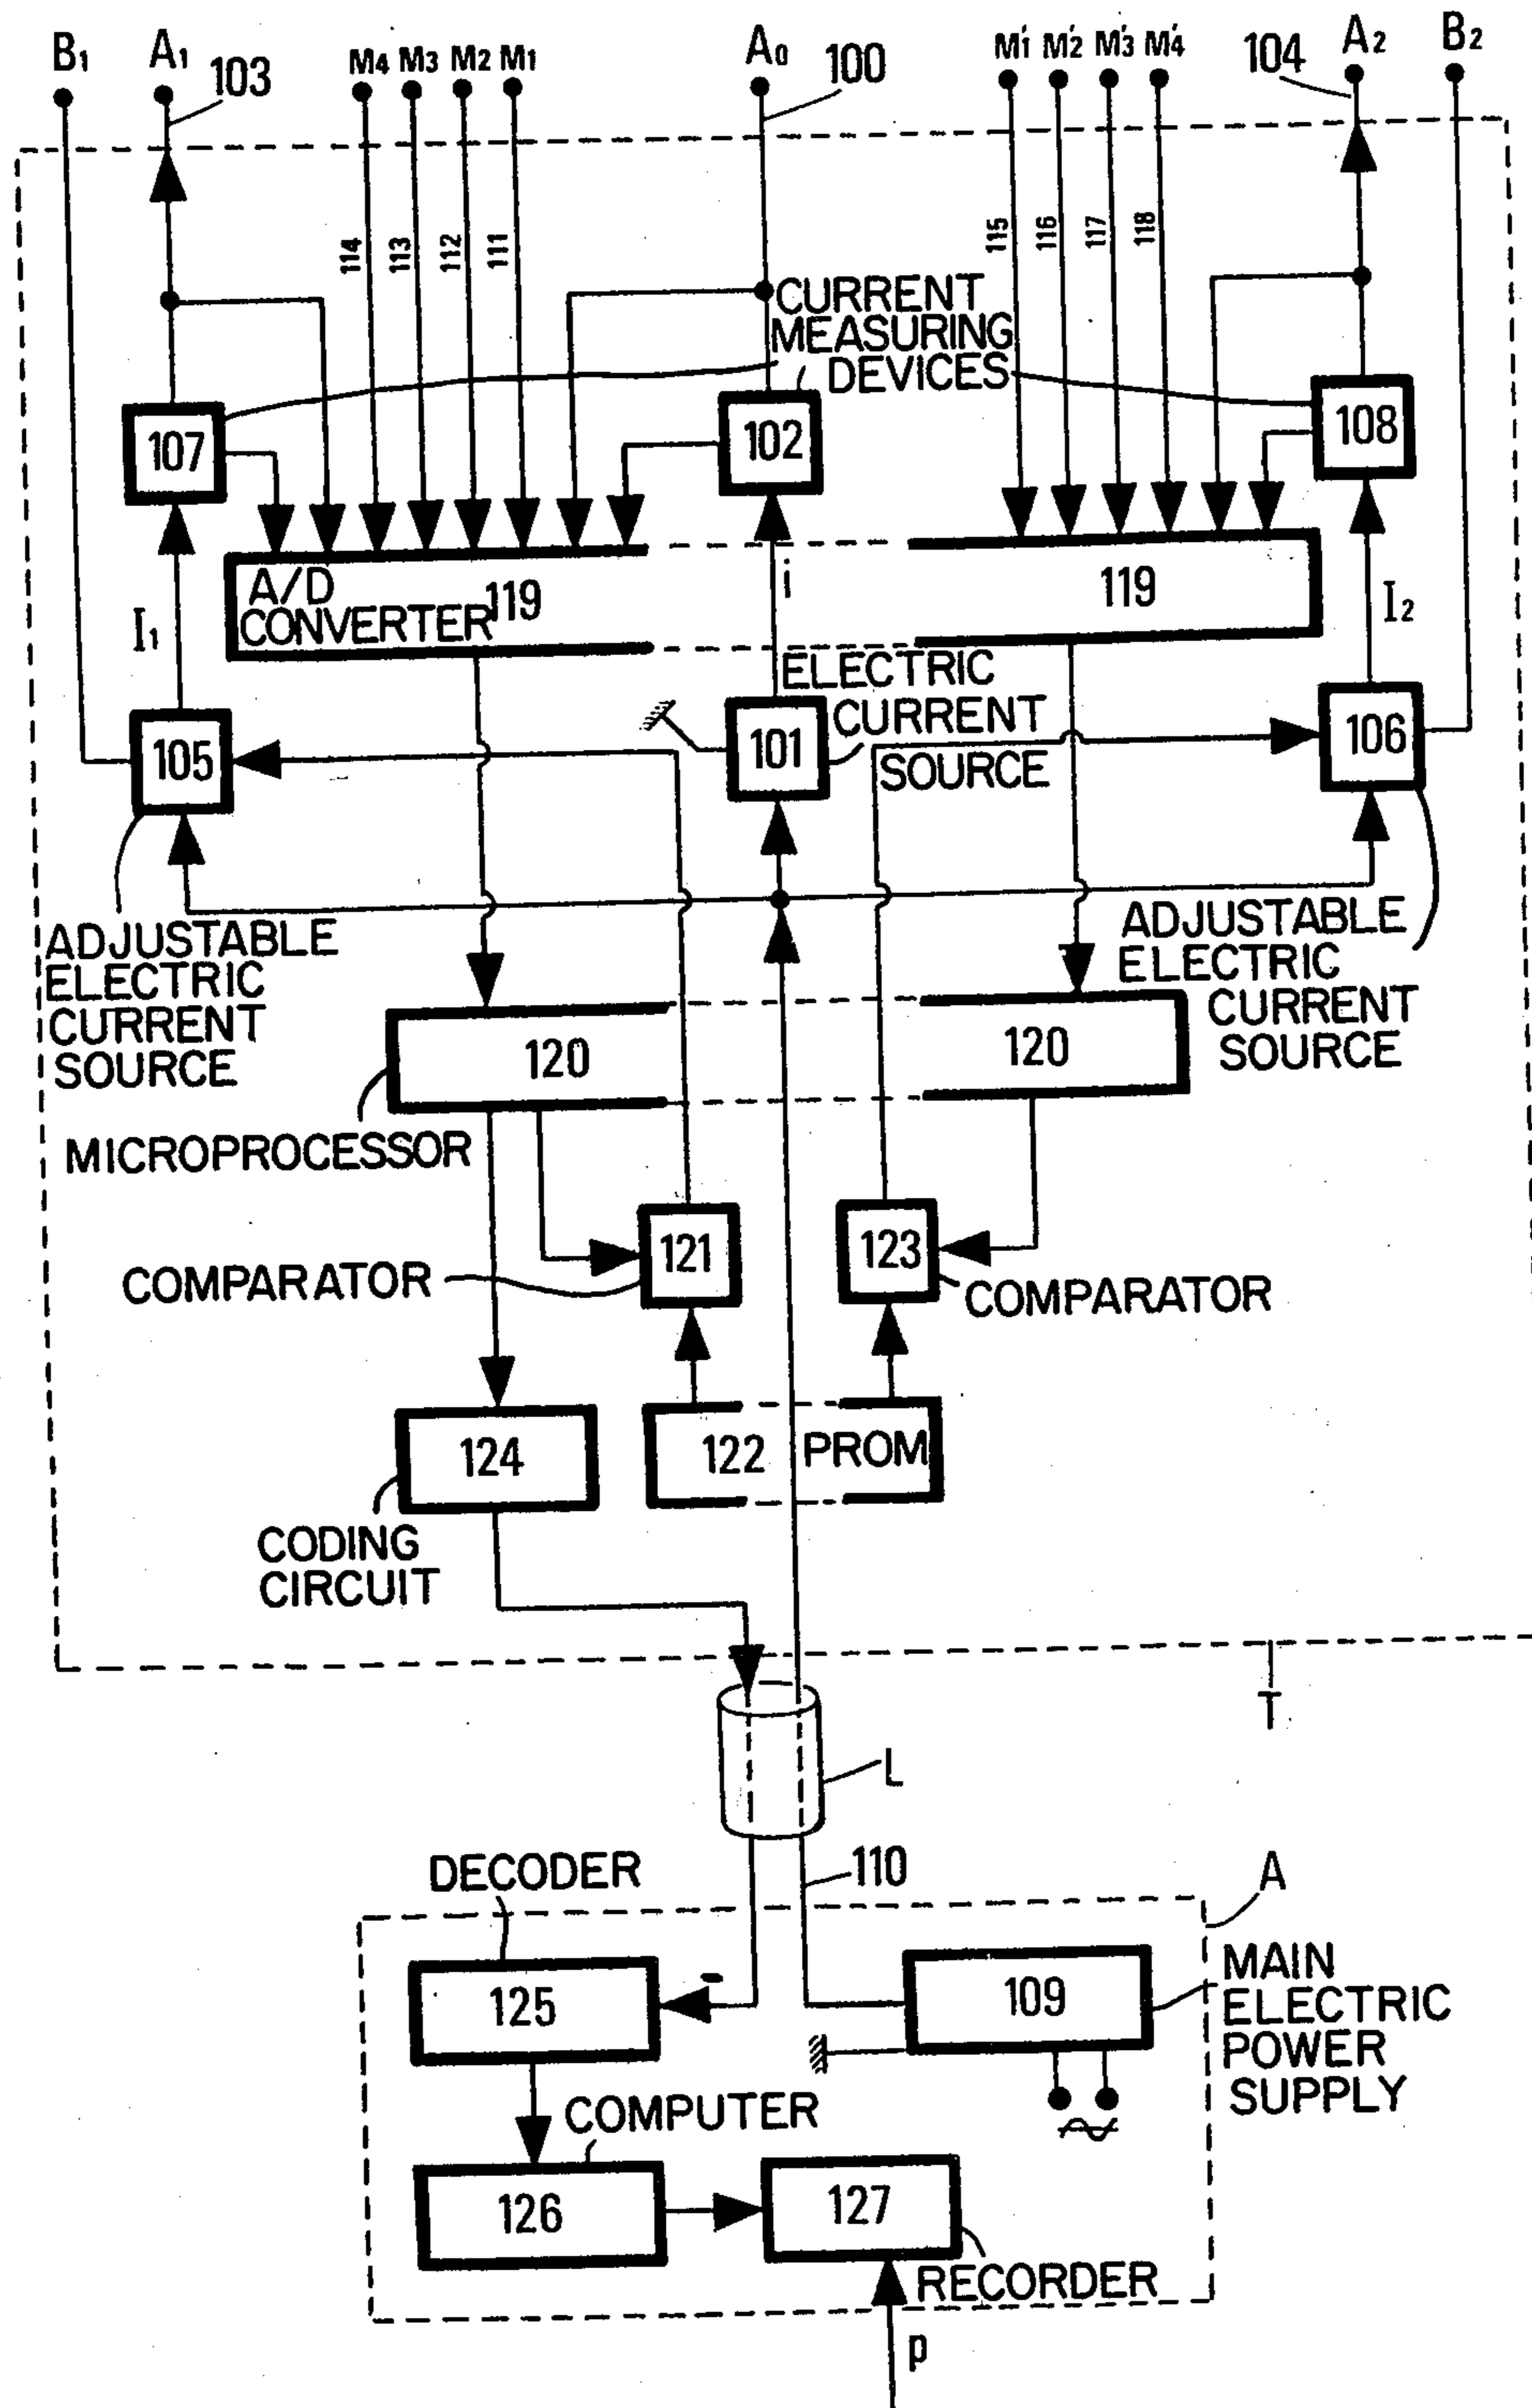 B1 A1 103 M4 M3 M2 M1 A0 100 M'1 M'2 M'3 M'4 104 A2 B2
114 113 112 111 115 116 117 118
CURRENT
MEASURING
DEVICES
107 102 108
A/D
CONVERTER 119 119
I1 i I2
ELECTRIC
CURRENT
SOURCE
105 101 106
ADJUSTABLE
ELECTRIC
CURRENT
SOURCE
ADJUSTABLE
ELECTRIC
CURRENT
SOURCE
120 120
MICROPROCESSOR
121 123
COMPARATOR COMPARATOR
124 122 PROM
CODING
CIRCUIT
T
L
110
DECODER A
125 109
MAIN
ELECTRIC
POWER
SUPPLY
COMPUTER
126 127
RECORDER
p